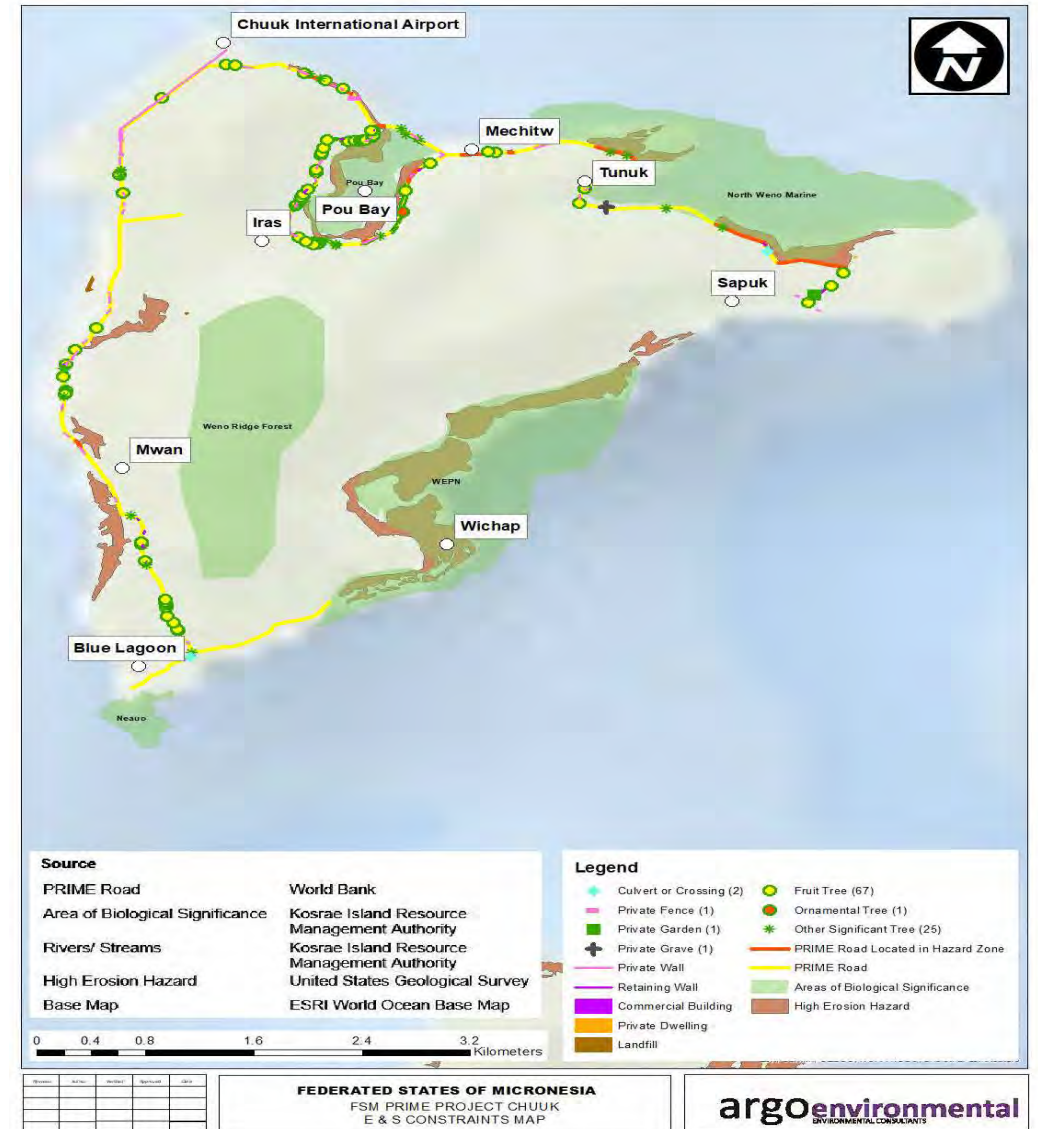 Chuuk International Airport
N
Mechitw
Tunuk
Pou Bay
North Weno Marine
Pou Bay
Iras
Sapuk
Weno Ridge Forest
Mwan
WEPN
Wichap
Blue Lagoon
Neauo
Source
PRIME Road World Bank
Area of Biological Significance Kosrae Island Resource
Management Authority
Rivers/ Streams Kosrae Island Resource
Management Authority
High Erosion Hazard United States Geological Survey
Base Map ESRI World Ocean Base Map
0 0.4 0.8 1.6 2.4 3.2
Kilometers
Legend
Culvert or Crossing (2)
Private Fence (1)
Private Garden (1)
Private Grave (1)
Private Wall
Retaining Wall
Commercial Building
Private Dwelling
Landfill
Fruit Tree (67)
Ornamental Tree (1)
Other Significant Tree (25)
PRIME Road Located in Hazard Zone
PRIME Road
Areas of Biological Significance
High Erosion Hazard
FEDERATED STATES OF MICRONESIA
FSM PRIME PROJECT CHUUK
E & S CONSTRAINTS MAP
argoenvironmental
ENVIRONMENTAL CONSULTANTS